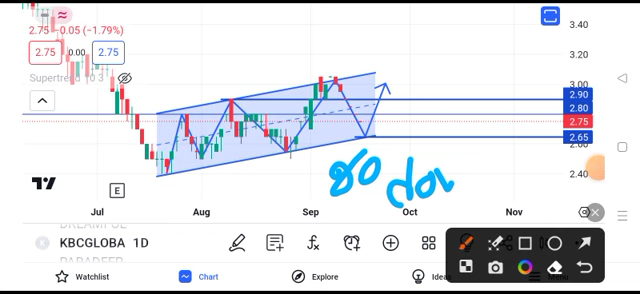 3.40
2.75 -0.05 (-1.79%)
3.20
2.75 0.00 2.75
3.00
Supertrend 10 3
2.90
2.80
2.75
2.65
2.40
80 dol
E
Jul Aug Sep Oct Nov
KBCGLOBA 1D
Watchlist Chart Explore Ideas Menu